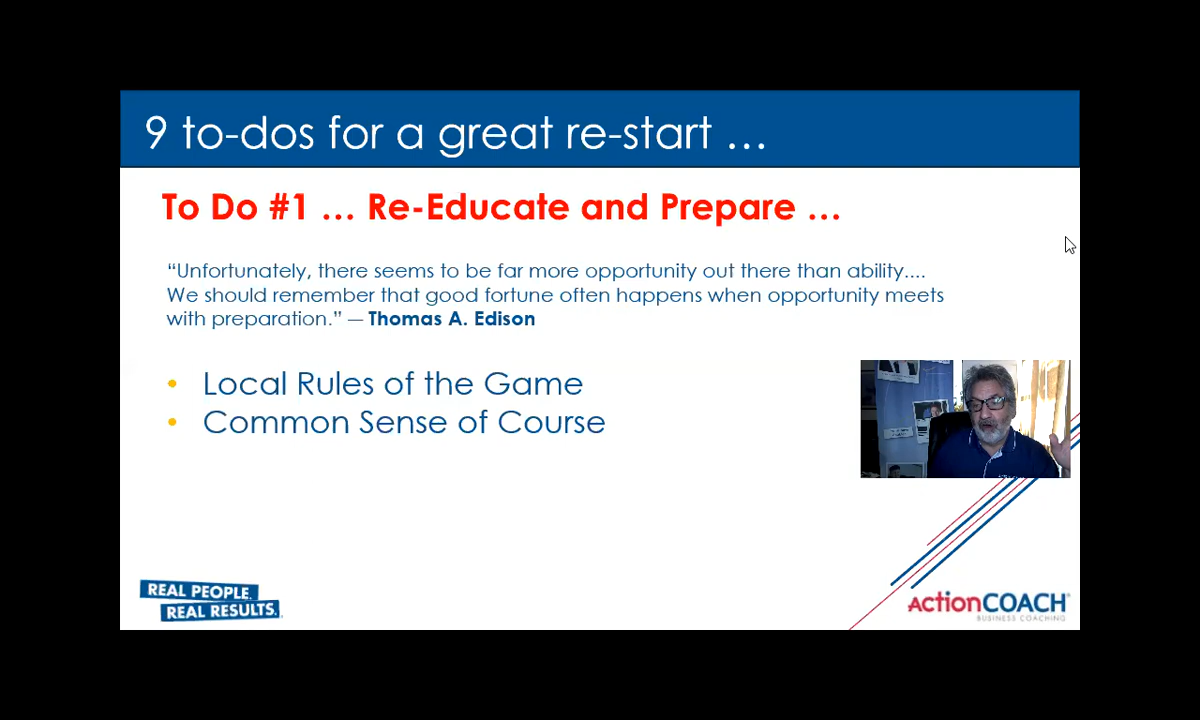 9 to-dos for a great re-start ...
To Do #1 ... Re-Educate and Prepare ...
“Unfortunately, there seems to be far more opportunity out there than ability....
We should remember that good fortune often happens when opportunity meets
with preparation.” — Thomas A. Edison
• Local Rules of the Game
• Common Sense of Course
REAL PEOPLE.
REAL RESULTS.
ActionCOACH®
BUSINESS COACHING